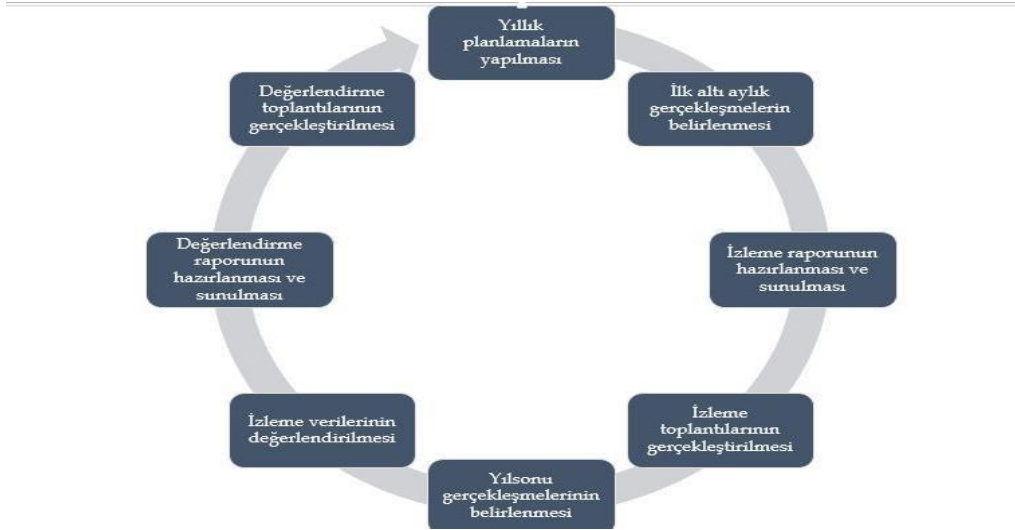 Yıllık
planlamaların
yapılması
İlk altı aylık
gerçekleşmelerin
belirlenmesi
İzleme raporunun
hazırlanması ve
sunulması
İzleme
toplantılarının
gerçekleştirilmesi
Yılsonu
gerçekleşmelerinin
belirlenmesi
İzleme verilerinin
değerlendirilmesi
Değerlendirme
raporunun
hazırlanması ve
sunulması
Değerlendirme
toplantılarının
gerçekleştirilmesi